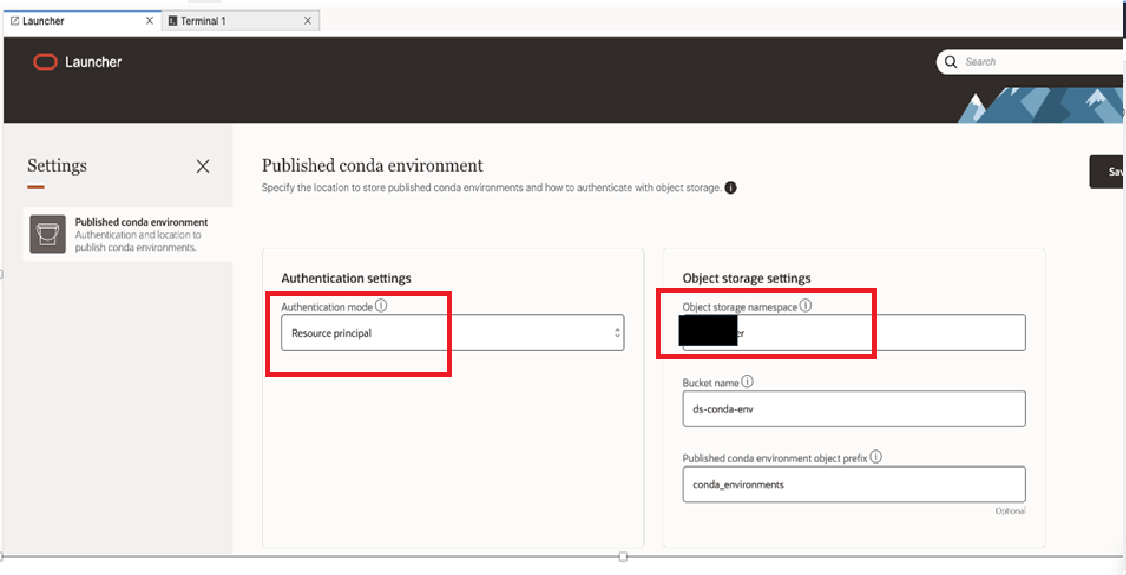 Launcher
Terminal 1
Launcher
Search
Settings
Published conda environment
Authentication and location to
publish conda environments.
Published conda environment
Specify the location to store published conda environments and how to authenticate with object storage.
Authentication settings
Authentication mode
Resource principal
Object storage settings
Object storage namespace
er
Bucket name
ds-conda-env
Published conda environment object prefix
conda_environments
Optional